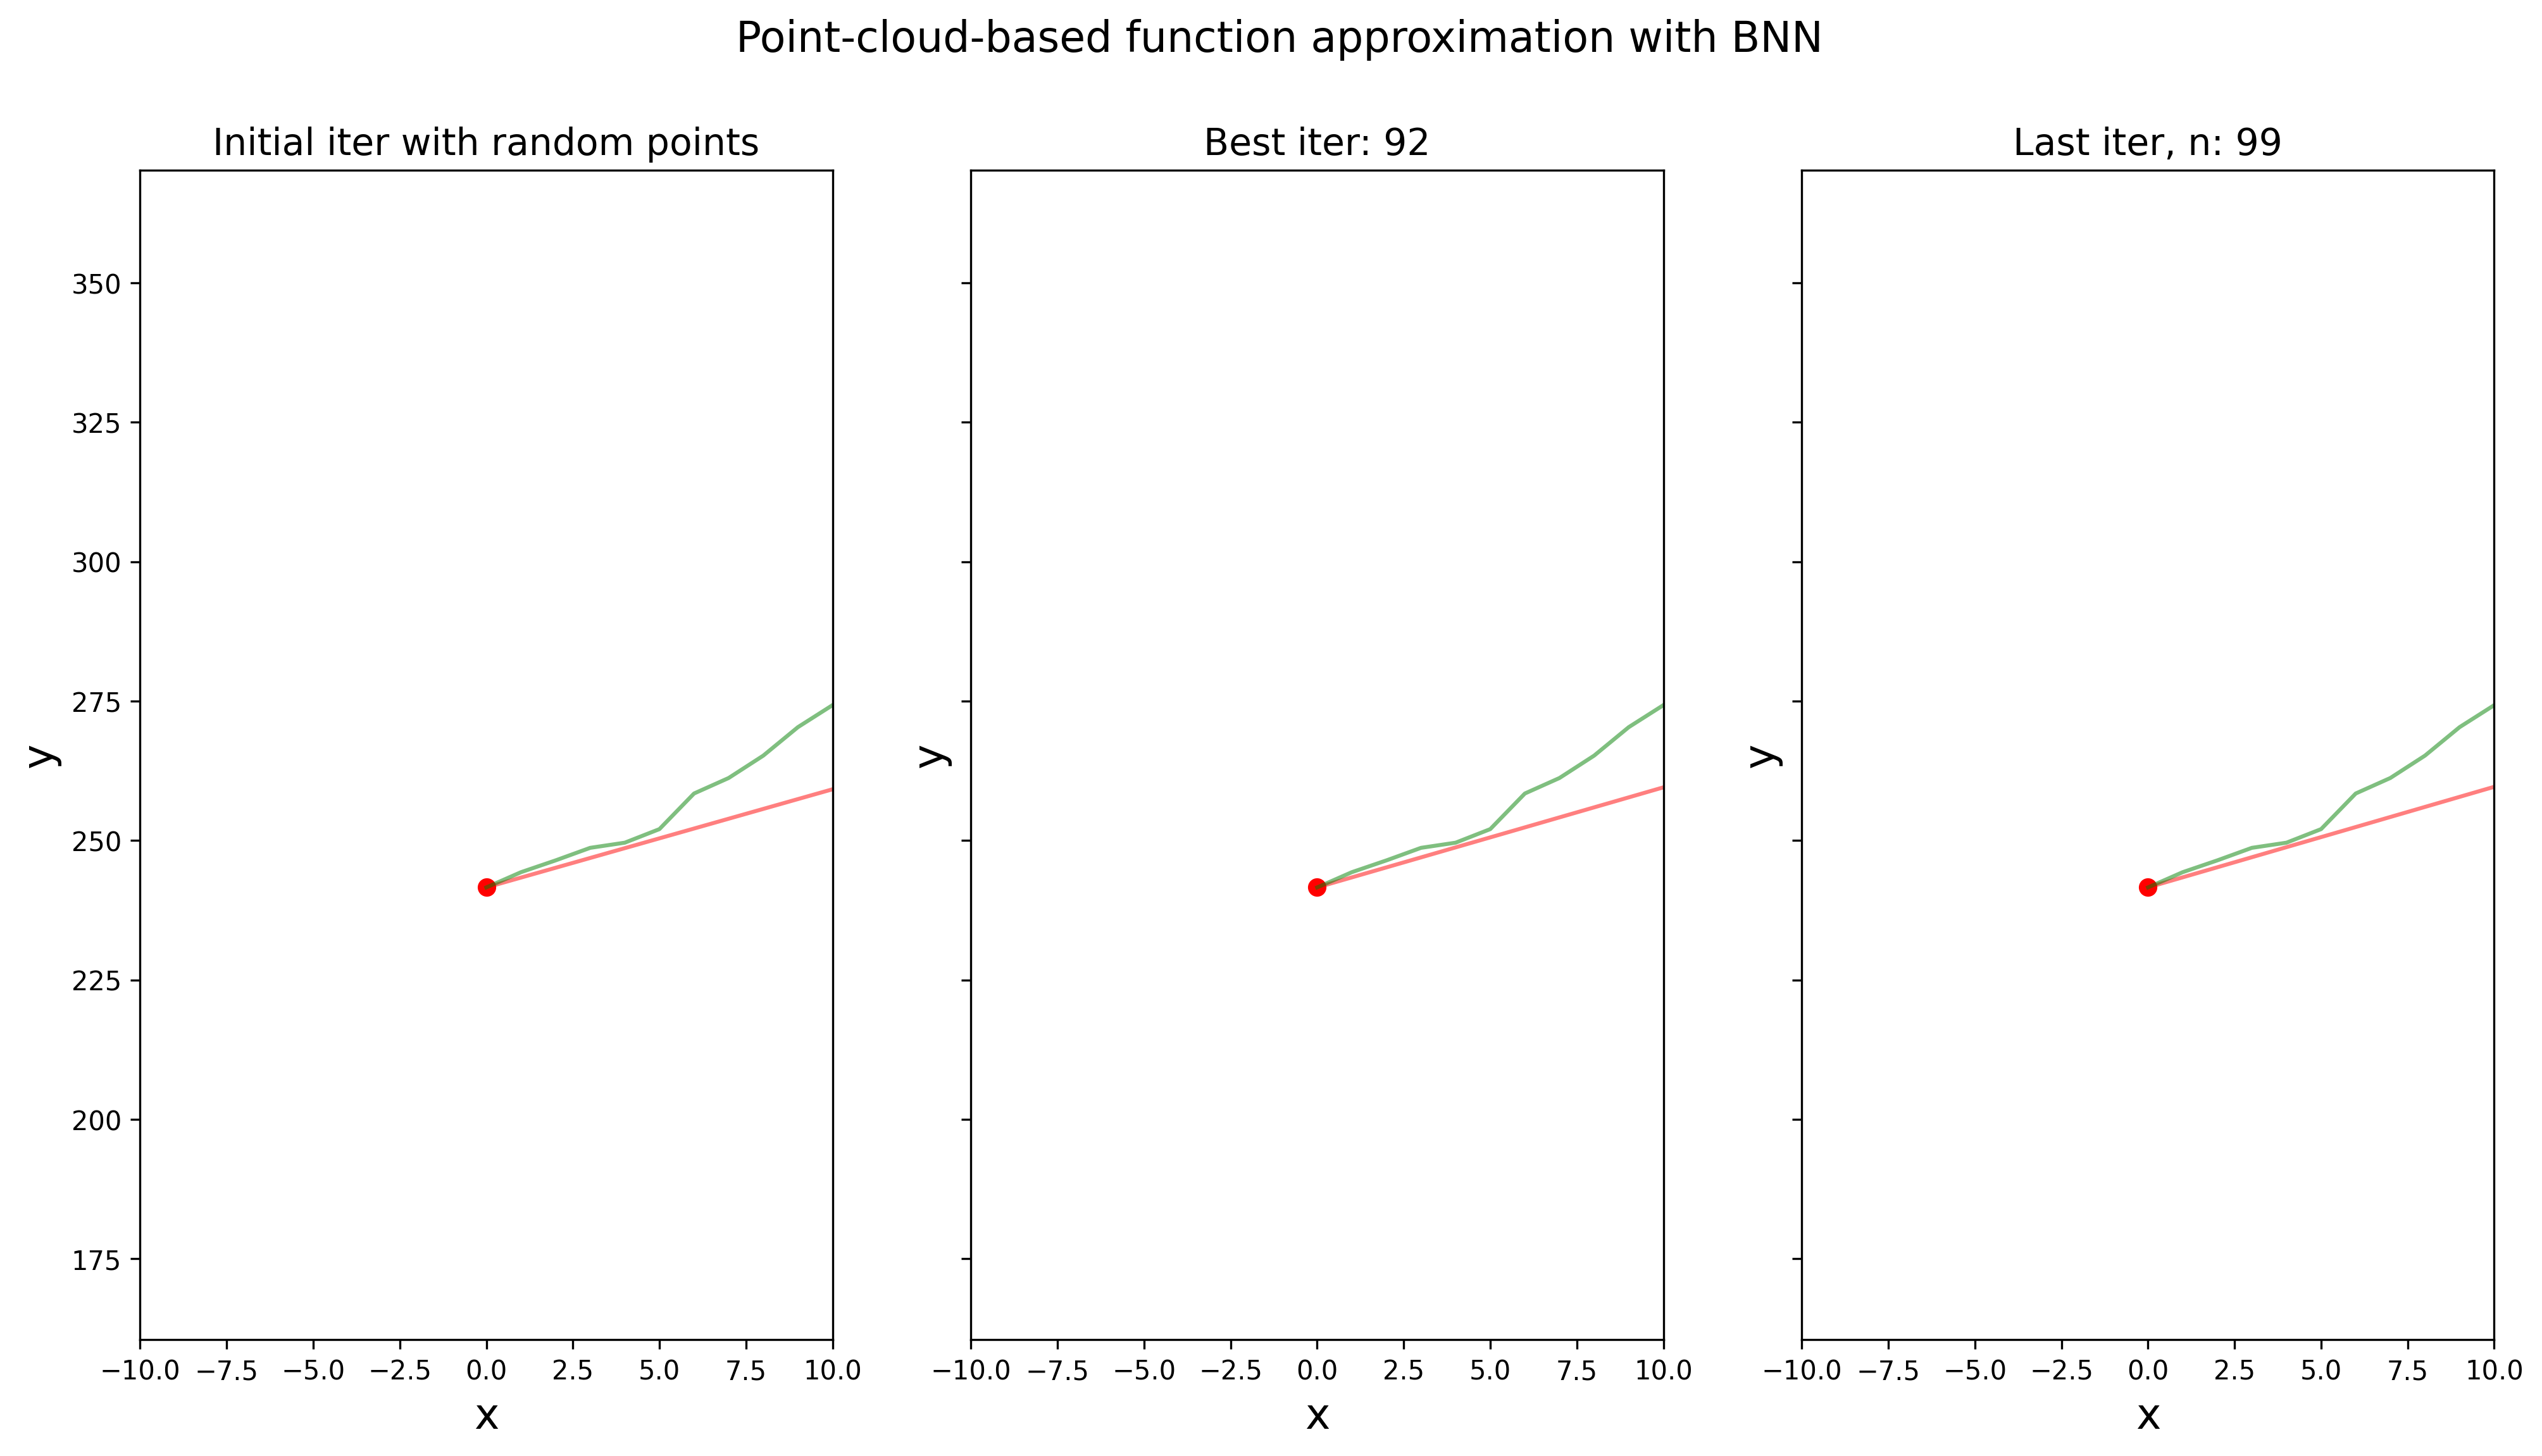 Point-cloud-based function approximation with BNN
Initial iter with random points
350
325
300
275
250
225
200
175
y
−10.0 −7.5 −5.0 −2.5 0.0 2.5 5.0 7.5 10.0
x
Best iter: 92
y
−10.0 −7.5 −5.0 −2.5 0.0 2.5 5.0 7.5 10.0
x
Last iter, n: 99
y
−10.0 −7.5 −5.0 −2.5 0.0 2.5 5.0 7.5 10.0
x